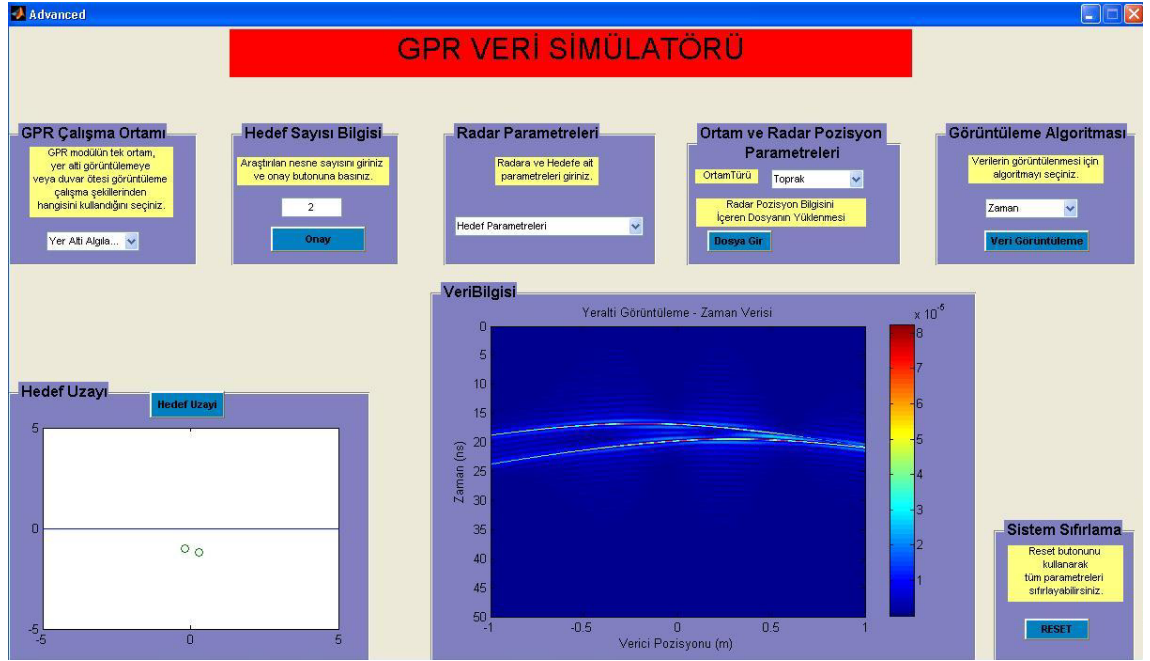 Advanced
GPR VERİ SİMÜLATÖRÜ
GPR Çalışma Ortamı
GPR modülün tek ortam,
yer alti görüntülemeye
veya duvar ötesi görüntüleme
çalışma şekillerinden
hangisini kullandığını seçiniz.
Yer Alti Algıla...
Hedef Sayısı Bilgisi
Araştırılan nesne sayısını giriniz
ve onay butonuna basınız.
2
Onay
Radar Parametreleri
Radara ve Hedefe ait
parametreleri giriniz.
Hedef Parametreleri
Ortam ve Radar Pozisyon
Parametreleri
OrtamTürü
Toprak
Radar Pozisyon Bilgisini
İçeren Dosyanın Yüklenmesi
Dosya Gir
Görüntüleme Algoritması
Verilerin görüntülenmesi için
algoritmayı seçiniz.
Zaman
Veri Görüntüleme
Hedef Uzayı
Hedef Uzayi
5
0
-5
-5
0
5
VeriBilgisi
Yeralti Görüntüleme - Zaman Verisi
x 10^-5
0
5
10
15
20
25
30
35
40
45
50
Zaman (ns)
-1
-0.5
0
0.5
1
Verici Pozisyonu (m)
8
7
6
5
4
3
2
1
Sistem Sıfırlama
Reset butonunu
kullanarak
tüm parametreleri
sıfırlayabilirsiniz.
RESET